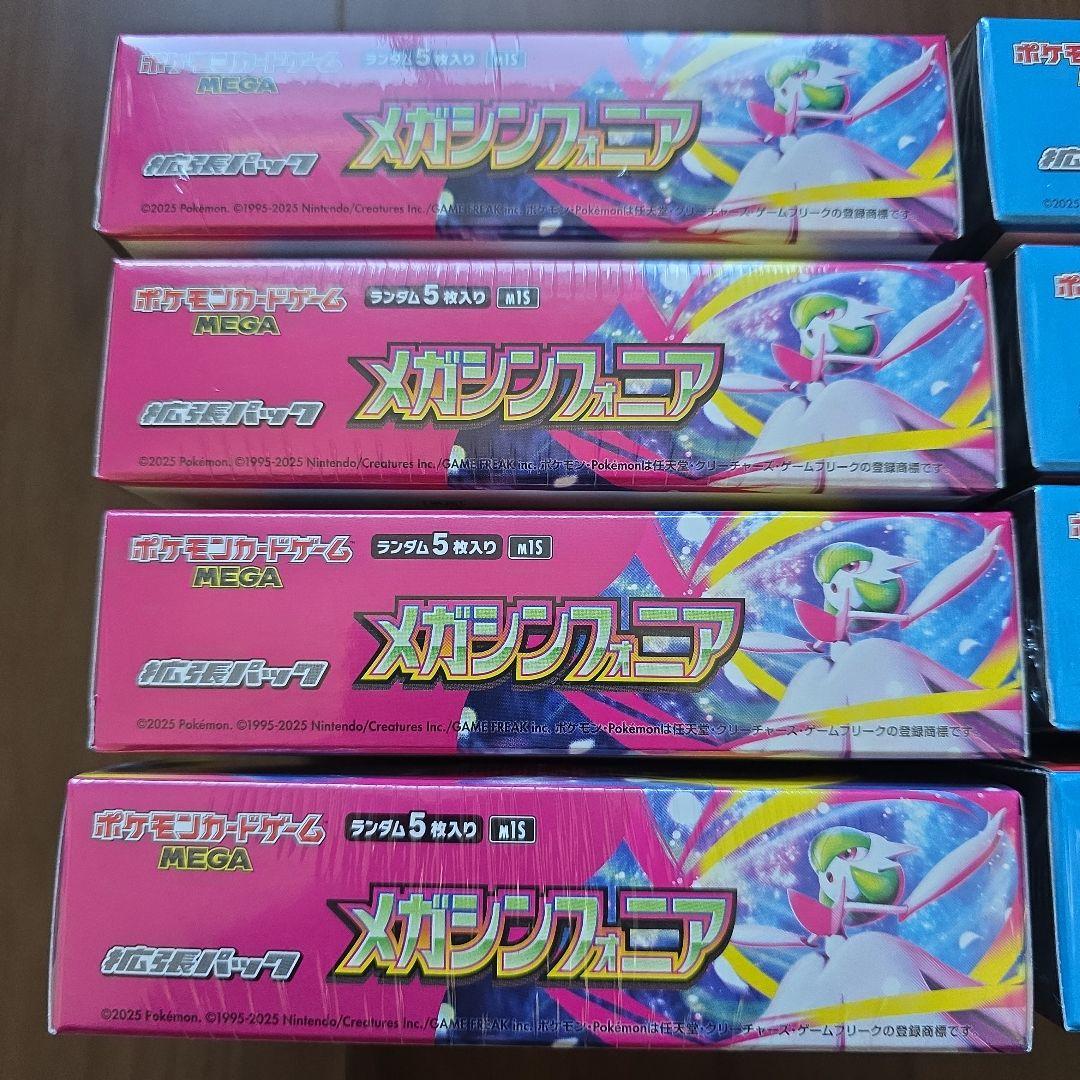 ポケモンカードゲーム
MEGA
ランダム5枚入り M1S
メガシンフォニア
拡張パック
©2025 Pokémon. ©1995-2025 Nintendo/Creatures Inc./GAME FREAK inc. ポケモン・Pokémonは任天堂・クリーチャーズ・ゲームフリークの登録商標です。
ポケモンカードゲーム
MEGA
ランダム5枚入り M1S
メガシンフォニア
拡張パック
©2025 Pokémon. ©1995-2025 Nintendo/Creatures Inc./GAME FREAK inc. ポケモン・Pokémonは任天堂・クリーチャーズ・ゲームフリークの登録商標です。
ポケモンカードゲーム
MEGA
ランダム5枚入り M1S
メガシンフォニア
拡張パック
©2025 Pokémon. ©1995-2025 Nintendo/Creatures Inc./GAME FREAK inc. ポケモン・Pokémonは任天堂・クリーチャーズ・ゲームフリークの登録商標です。
ポケモンカードゲーム
MEGA
ランダム5枚入り M1S
メガシンフォニア
拡張パック
©2025 Pokémon. ©1995-2025 Nintendo/Creatures Inc./GAME FREAK inc. ポケモン・Pokémonは任天堂・クリーチャーズ・ゲームフリークの登録商標です。
ポケモ
拡
©2025